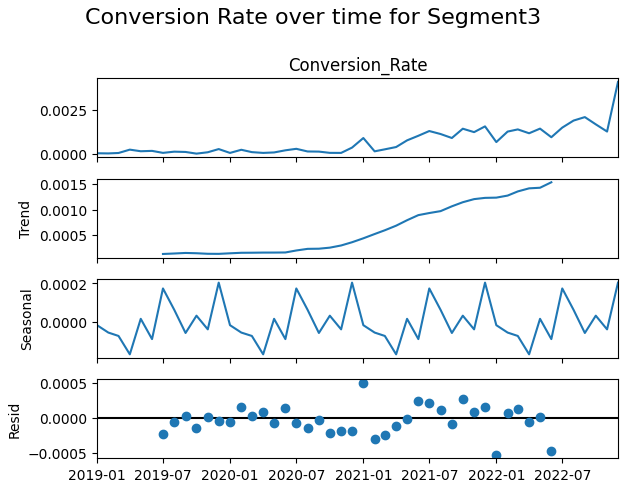 Conversion Rate over time for Segment3
Conversion_Rate
0.0025
0.0000
Trend
0.0015
0.0010
0.0005
Seasonal
0.0002
0.0000
Resid
0.0005
0.0000
−0.0005
2019-01 2019-07 2020-01 2020-07 2021-01 2021-07 2022-01 2022-07